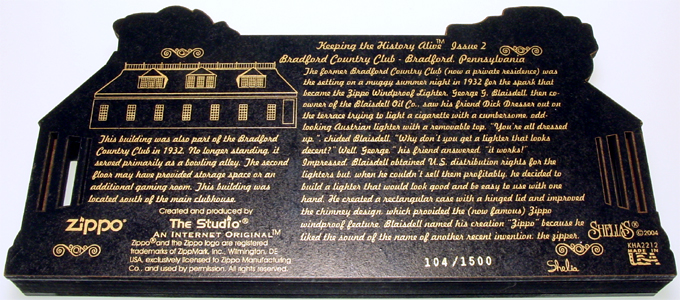 Keeping the History Alive™ Issue 2
Bradford Country Club - Bradford, Pennsylvania
The former Bradford Country Club (now a private residence) was
the setting on a muggy summer night in 1932 for the spark that
became the Zippo Windproof Lighter. George G. Blaisdell, then co-
owner of the Blaisdell Oil Co., saw his friend Dick Dresser out on
the terrace trying to light a cigarette with a cumbersome, odd-
looking Austrian lighter with a removable top. "You're all dressed
up," chided Blaisdell, "Why don't you get a lighter that looks
decent?" "Well, George," his friend answered, "it works!"
Impressed, Blaisdell obtained U.S. distribution rights for the
lighters but, when he couldn't sell them profitably, he decided to
build a lighter that would look good and be easy to use with one
hand. He created a rectangular case with a hinged lid and improved
the chimney design, which provided the (now famous) Zippo
windproof feature. Blaisdell named his creation "Zippo" because he
liked the sound of the name of another recent invention, the zipper.
This building was also part of the Bradford
Country Club in 1932. No longer standing, it
served primarily as a bowling alley. The second
floor may have provided storage space or an
additional gaming room. This building was
located south of the main clubhouse.
Created and produced by
Zippo®
The Studio®
An Internet Original™
Zippo® and the Zippo logo are registered
trademarks of ZippMark, Inc., Wilmington, DE
USA, exclusively licensed to Zippo Manufacturing
Co., and used by permission. All rights reserved.
104/1500
Shelia's® ©2004
KHA2212
MADE IN
USA
Shelia